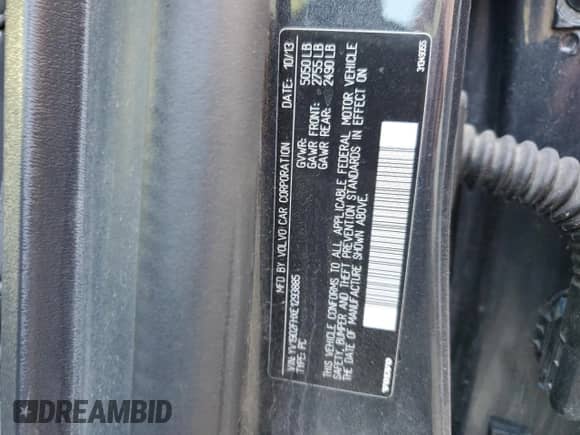 MFD BY VOLVO CAR CORPORATION DATE: 10/13
GVWR: 5050 LB
GAWR FRONT: 2755 LB
GAWR REAR: 2490 LB
VIN: YV1902FH4E1293885
TYPE: PC
THIS VEHICLE CONFORMS TO ALL APPLICABLE FEDERAL MOTOR VEHICLE
SAFETY, BUMPER AND THEFT PREVENTION STANDARDS IN EFFECT ON
THE DATE OF MANUFACTURE SHOWN ABOVE.
VOLVO
DREAMBID